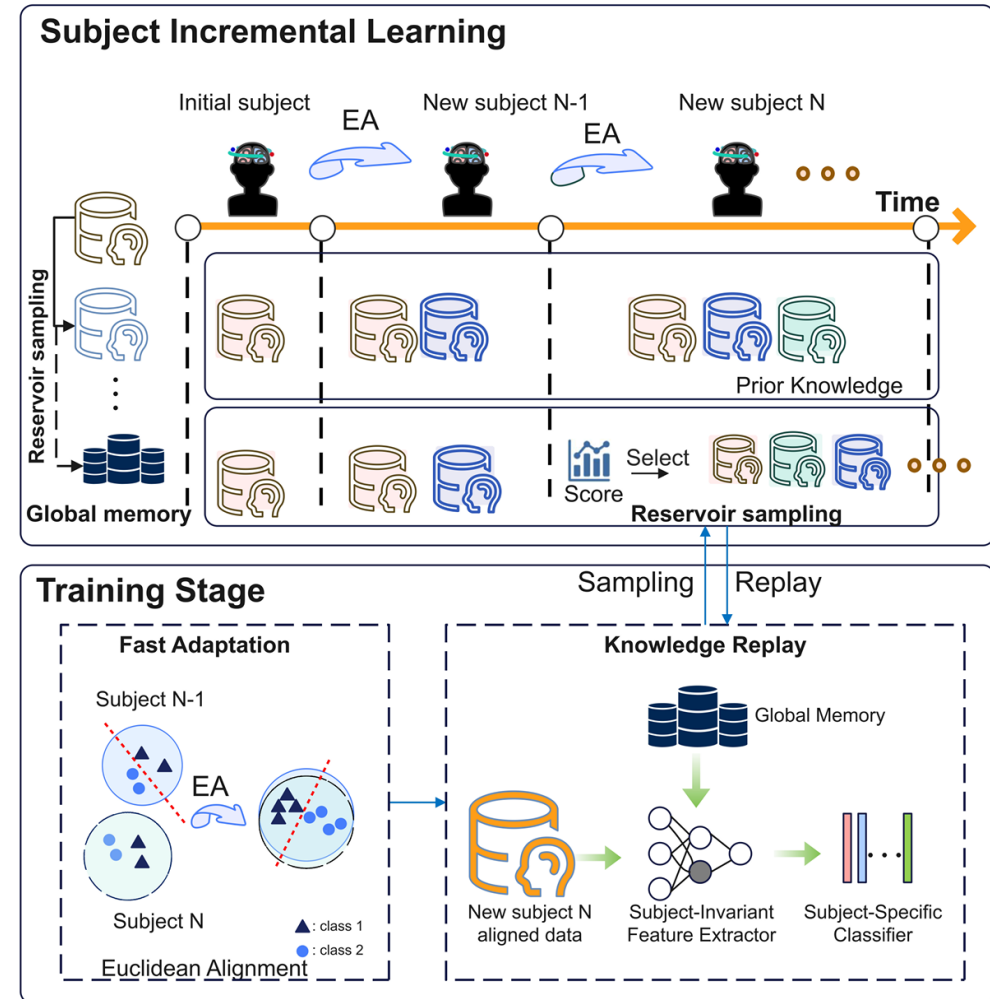 Subject Incremental Learning
Initial subject
EA
New subject N-1
EA
New subject N
Time
Reservoir sampling
Prior Knowledge
Global memory
Score
Select
Reservoir sampling
Sampling
Replay
Training Stage
Fast Adaptation
Subject N-1
EA
Subject N
: class 1
: class 2
Euclidean Alignment
Knowledge Replay
Global Memory
New subject N
aligned data
Subject-Invariant
Feature Extractor
Subject-Specific
Classifier